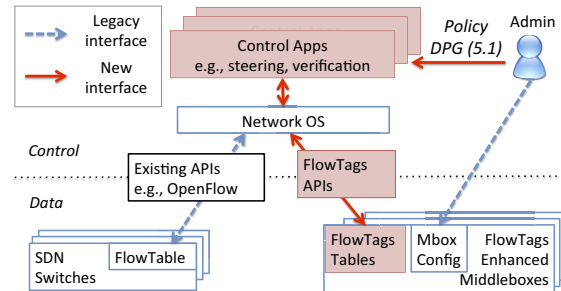 Legacy
interface
New
interface
Control Apps
e.g., steering, verification
Policy
DPG (5.1)
Admin
Network OS
Control
Existing APIs
e.g., OpenFlow
FlowTags
APIs
Data
SDN
Switches
FlowTable
FlowTags
Tables
Mbox
Config
FlowTags
Enhanced
Middleboxes